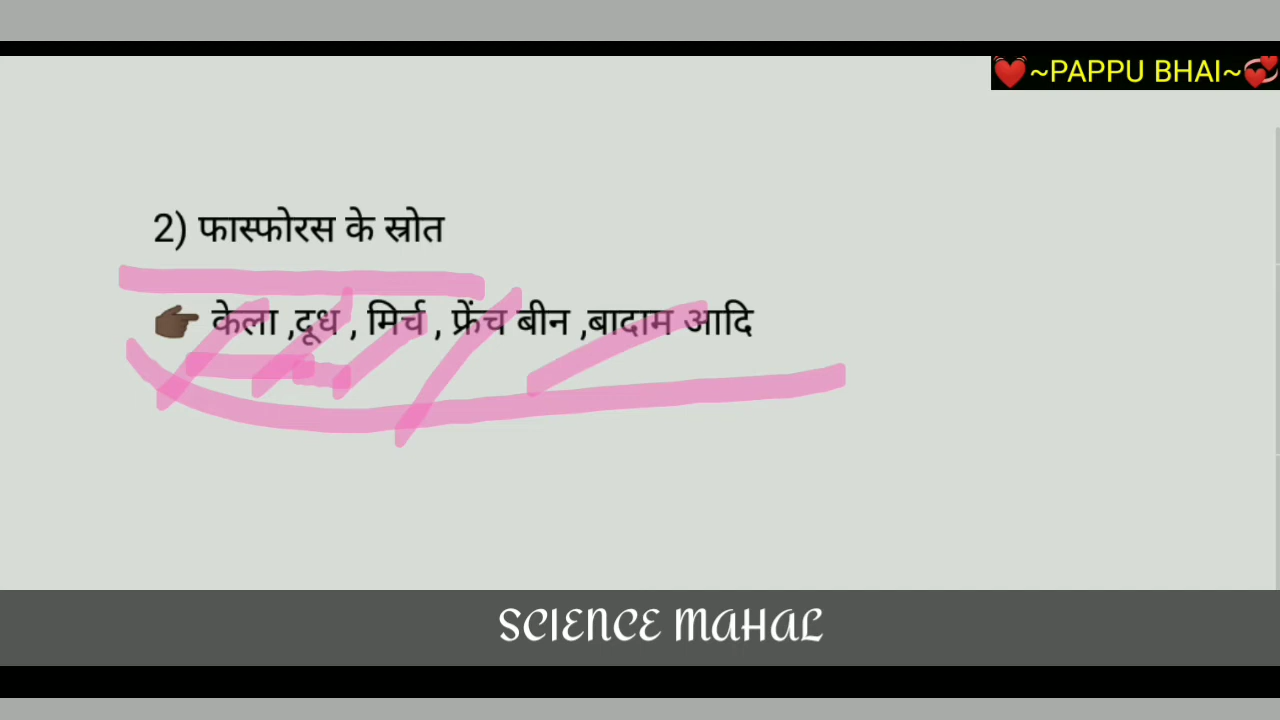 ❤~PAPPU BHAI~💞
2) फास्फोरस के स्रोत
👉🏿 केला ,दूध , मिर्च , फ्रेंच बीन ,बादाम आदि
SCIENCE MAHAL